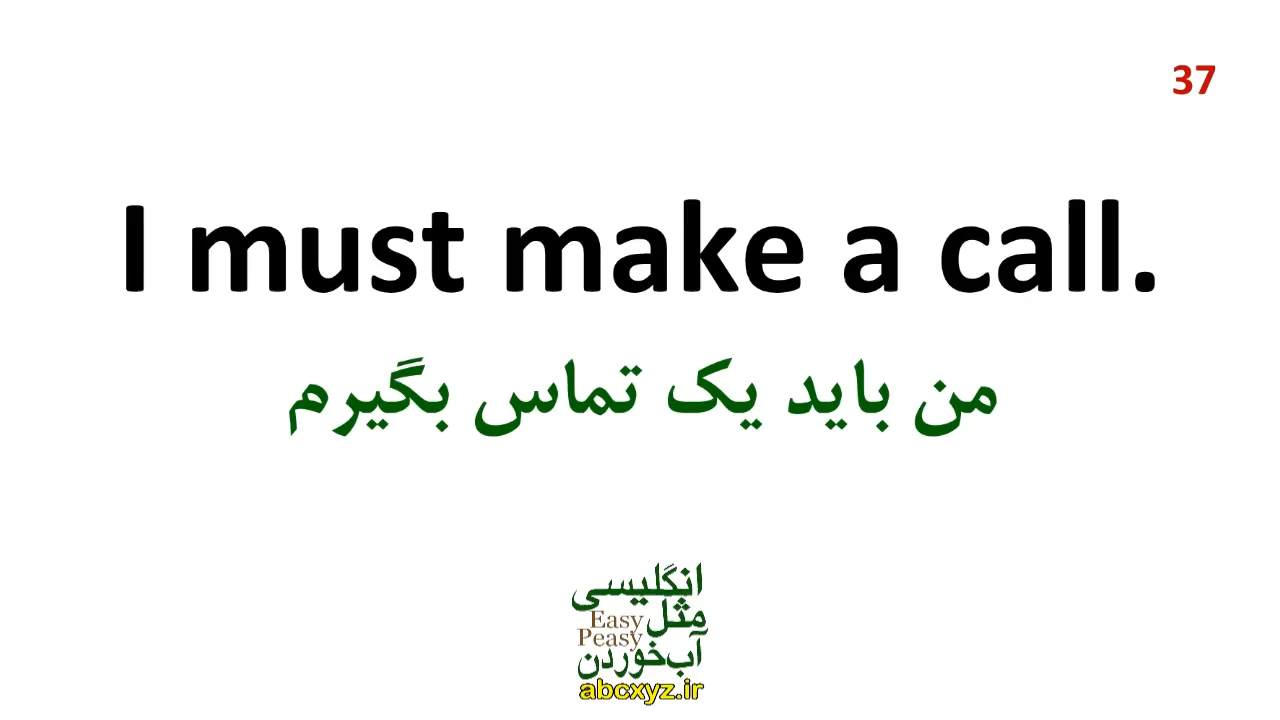 37
I must make a call.
من باید یک تماس بگیرم
انگلیسی
مثل
Easy
Peasy
آب‌خوردن
abcxyz.ir